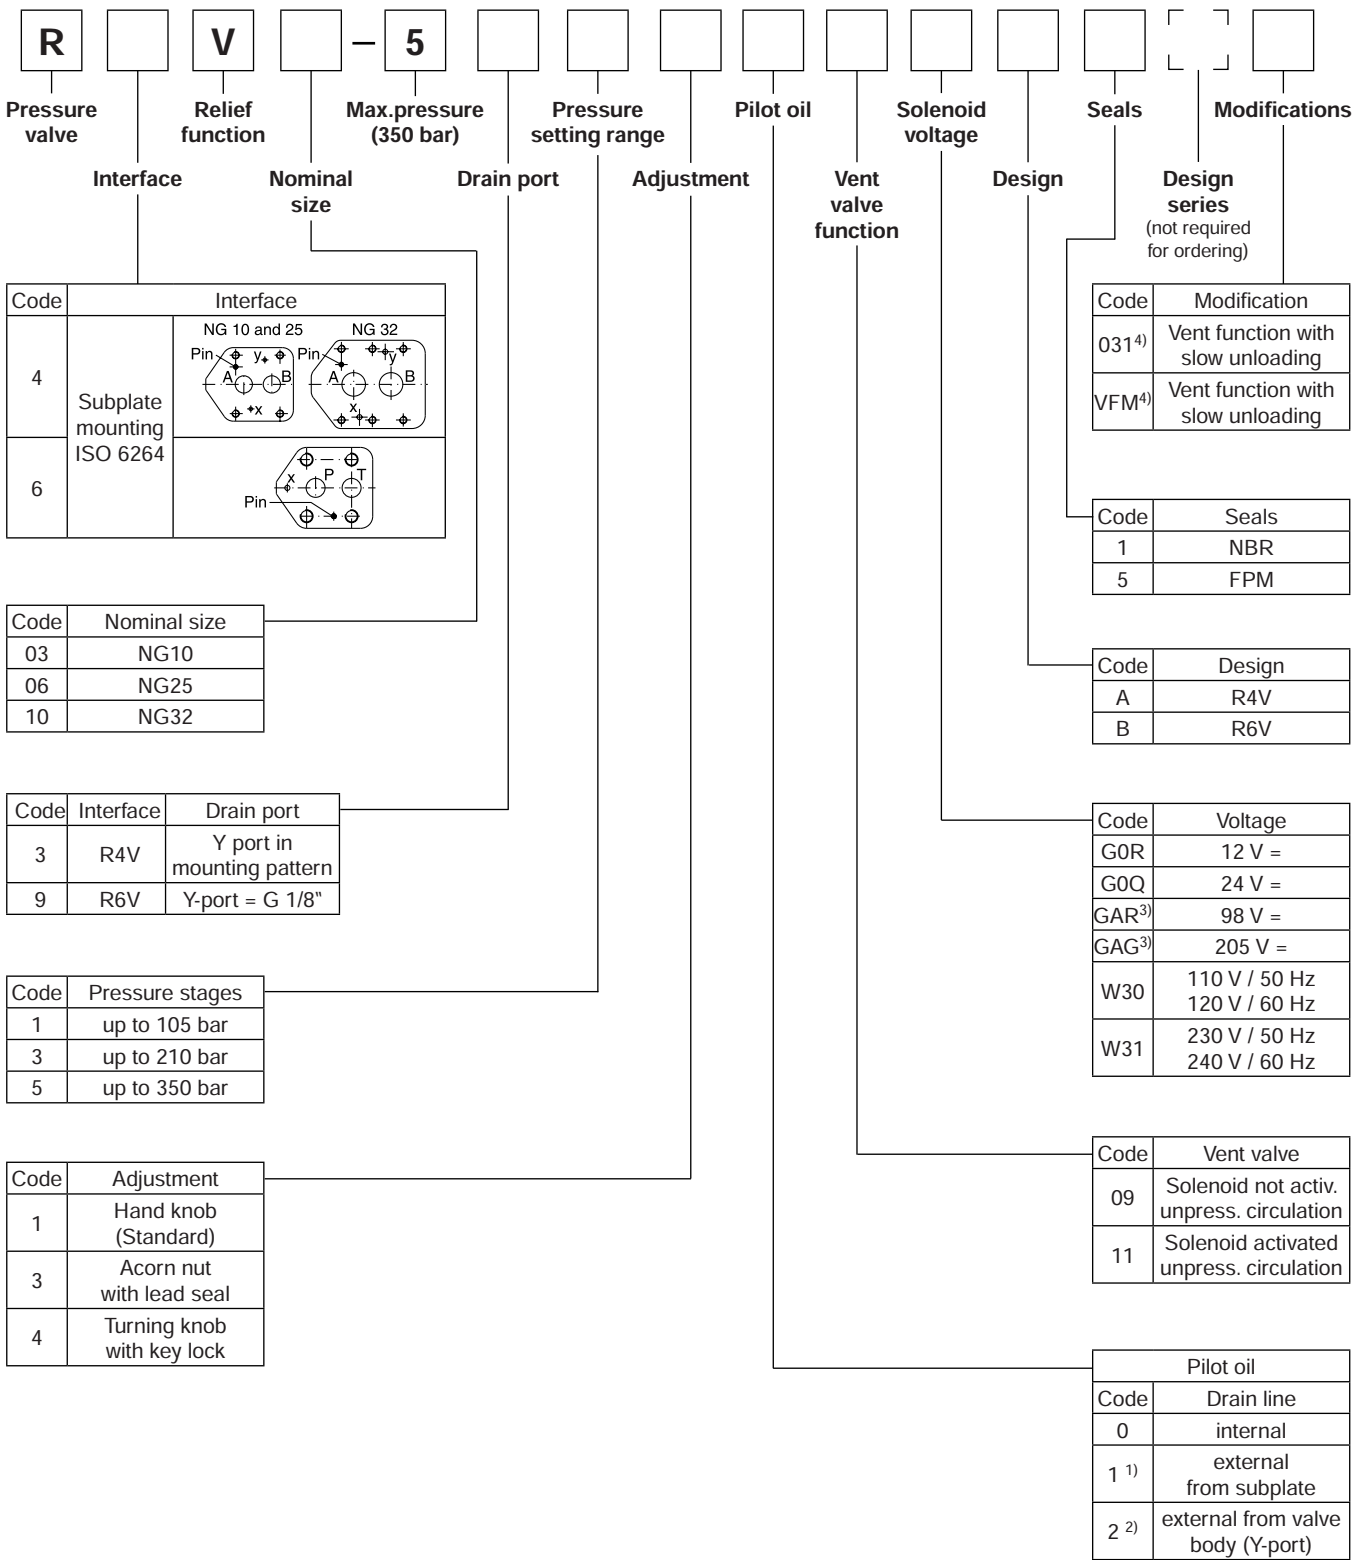 R V – 5
Pressure valve
Relief function
Max.pressure (350 bar)
Pressure setting range
Pilot oil
Solenoid voltage
Seals
Modifications
Interface
Nominal size
Drain port
Adjustment
Vent valve function
Design
Design series
(not required for ordering)
Code Interface
4
Subplate mounting ISO 6264
NG 10 and 25
Pin
y
A
B
x
NG 32
Pin
y
A
B
x
6
x
P
T
Pin
Code Nominal size
03 NG10
06 NG25
10 NG32
Code Interface Drain port
3 R4V Y port in mounting pattern
9 R6V Y-port = G 1/8"
Code Pressure stages
1 up to 105 bar
3 up to 210 bar
5 up to 350 bar
Code Adjustment
1 Hand knob (Standard)
3 Acorn nut with lead seal
4 Turning knob with key lock
Code Modification
031⁴⁾ Vent function with slow unloading
VFM⁴⁾ Vent function with slow unloading
Code Seals
1 NBR
5 FPM
Code Design
A R4V
B R6V
Code Voltage
G0R 12 V =
G0Q 24 V =
GAR³⁾ 98 V =
GAG³⁾ 205 V =
W30 110 V / 50 Hz
120 V / 60 Hz
W31 230 V / 50 Hz
240 V / 60 Hz
Code Vent valve
09 Solenoid not activ. unpress. circulation
11 Solenoid activated unpress. circulation
Pilot oil
Code Drain line
0 internal
1 ¹⁾ external from subplate
2 ²⁾ external from valve body (Y-port)